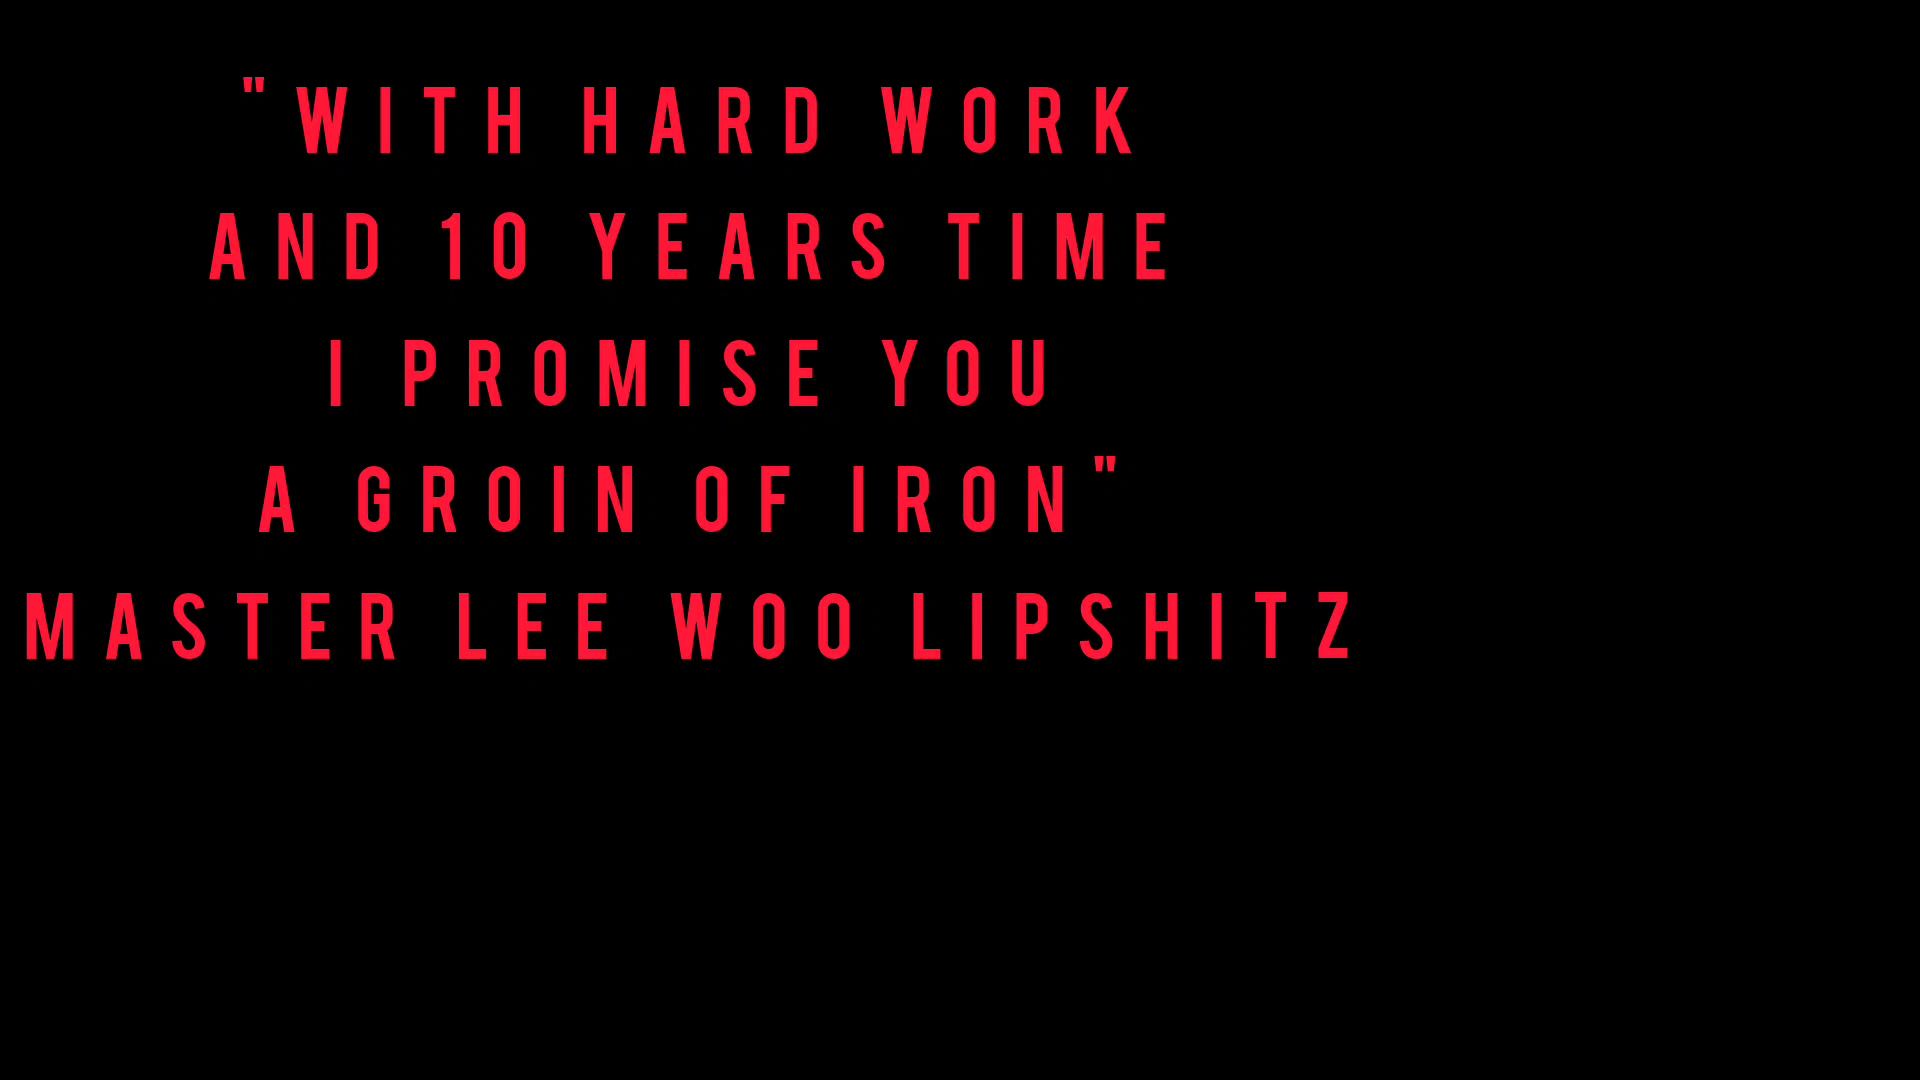 "WITH HARD WORK
AND 10 YEARS TIME
I PROMISE YOU
A GROIN OF IRON"
MASTER LEE WOO LIPSHITZ